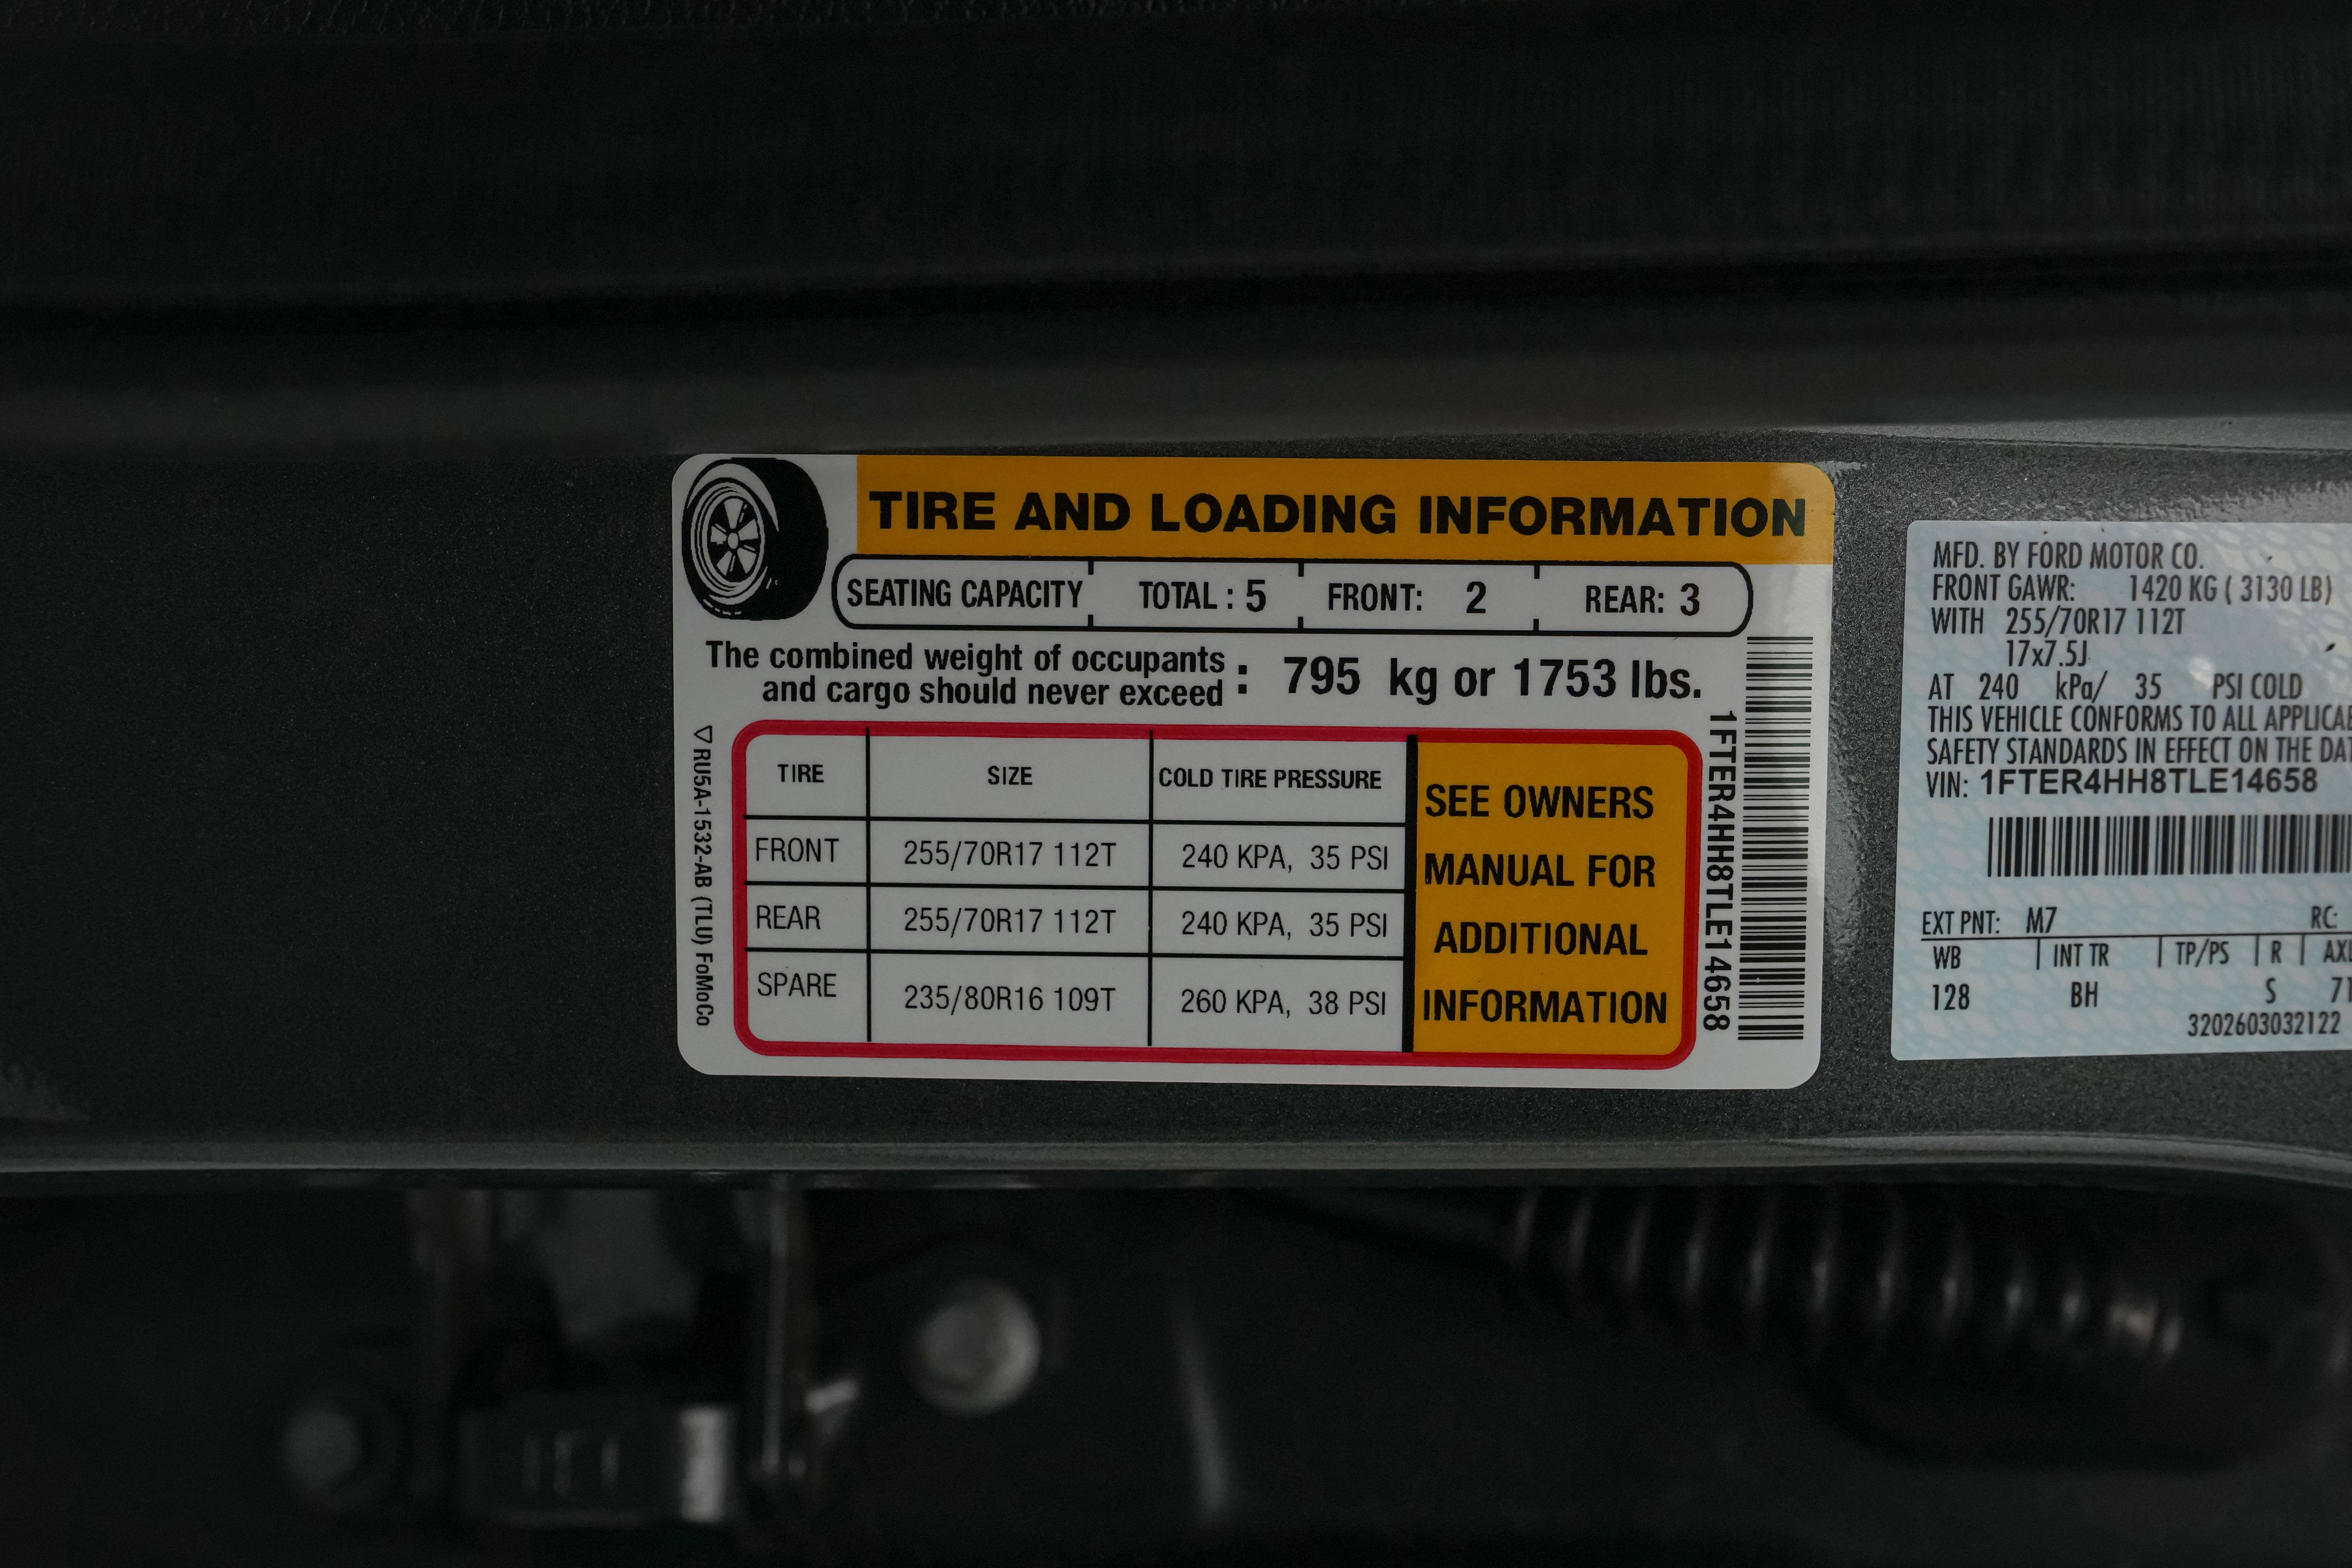 TIRE AND LOADING INFORMATION
SEATING CAPACITY TOTAL : 5 FRONT: 2 REAR: 3
The combined weight of occupants
and cargo should never exceed : 795 kg or 1753 lbs.
TIRE SIZE COLD TIRE PRESSURE
FRONT 255/70R17 112T 240 KPA, 35 PSI
REAR 255/70R17 112T 240 KPA, 35 PSI
SPARE 235/80R16 109T 260 KPA, 38 PSI
SEE OWNERS
MANUAL FOR
ADDITIONAL
INFORMATION
RU5A-1532-AB (TLU) FoMoCo
1FTER4HH8TLE14658
MFD. BY FORD MOTOR CO.
FRONT GAWR: 1420 KG ( 3130 LB)
WITH 255/70R17 112T
17x7.5J
AT 240 kPa/ 35 PSI COLD
THIS VEHICLE CONFORMS TO ALL
SAFETY STANDARDS IN EFFECT ON THE
VIN: 1FTER4HH8TLE14658
EXT PNT: M7 RC:
WB INT TR TP/PS R
128 BH S 71
3202603032122